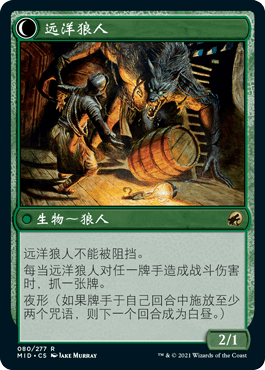 远洋狼人
生物～狼人
远洋狼人不能被阻挡。
每当远洋狼人对任一牌手造成战斗伤害
时，抓一张牌。
夜形（如果牌手于自己回合中施放至少
两个咒语，则下一个回合成为白昼。）
2/1
080/277 R
MID • CS Jake Murray
™ & © 2021 Wizards of the Coast